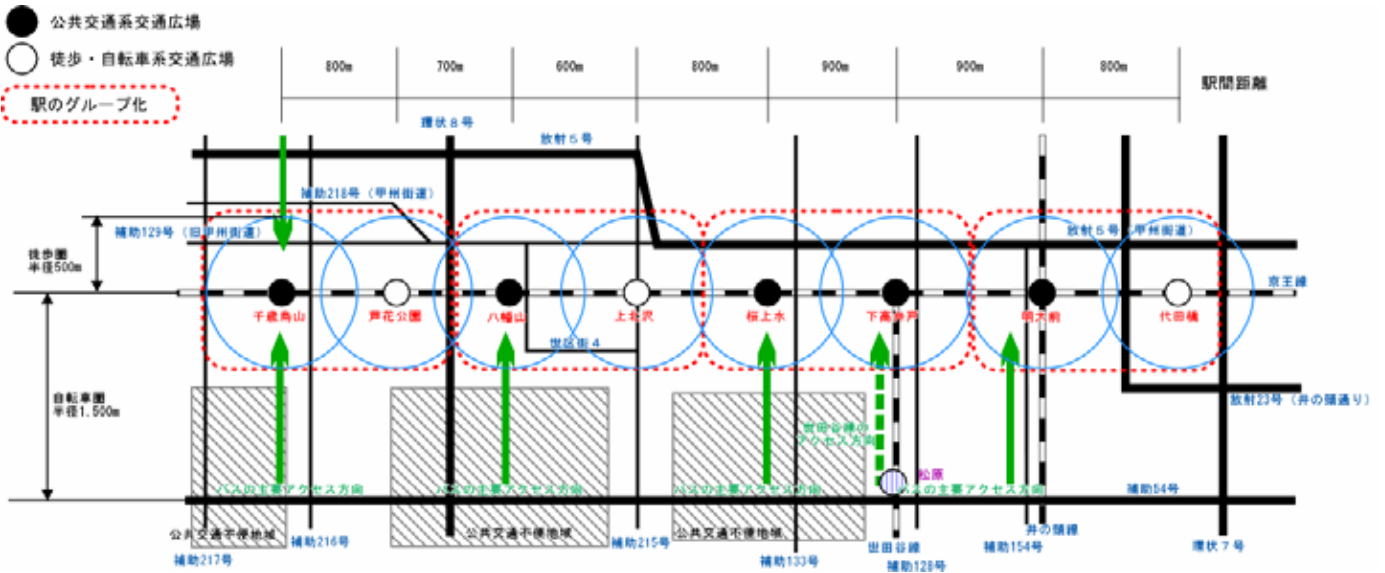 公共交通系交通広場
徒歩・自転車系交通広場
駅のグループ化
800m
700m
600m
800m
900m
900m
800m
駅間距離
環状8号
放射5号
補助218号（甲州街道）
補助129号（旧甲州街道）
放射5号（甲州街道）
徒歩圏
半径500m
京王線
千歳烏山
芦花公園
八幡山
上北沢
桜上水
下高井戸
明大前
代田橋
世区街4
自転車圏
半径1,500m
放射23号（井の頭通り）
世田谷線の
アクセス方向
松原
バスの主要アクセス方向
バスの主要アクセス方向
バスの主要アクセス方向
バスの主要アクセス方向
補助54号
公共交通不便地域
公共交通不便地域
公共交通不便地域
補助217号
補助216号
補助215号
補助133号
世田谷線
補助128号
補助154号
井の頭線
環状7号